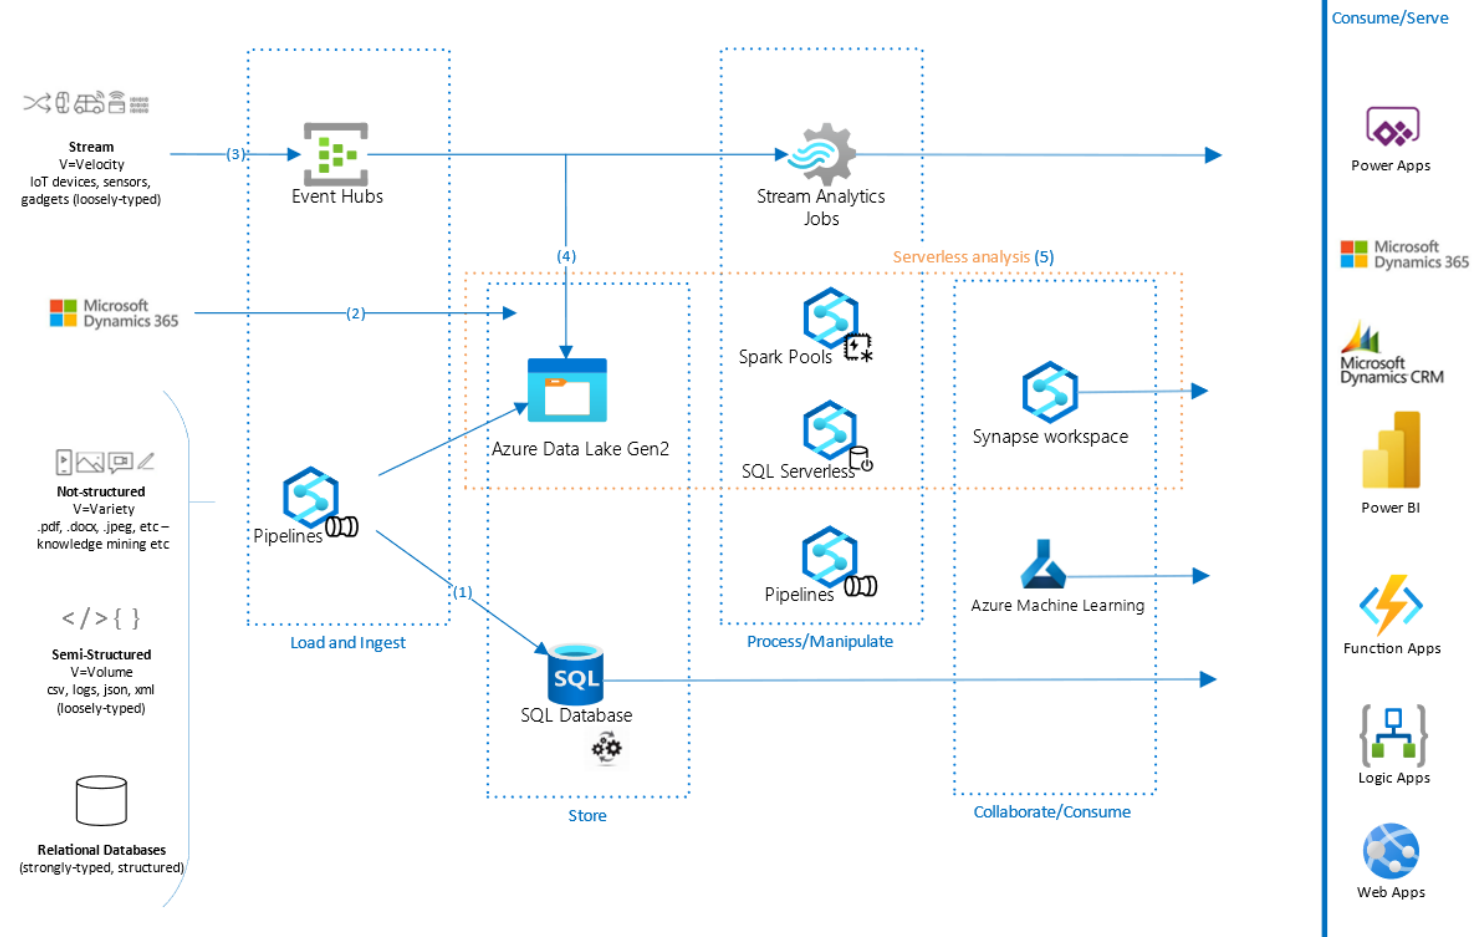 Consume/Serve
Stream
V=Velocity
IoT devices, sensors,
gadgets (loosely-typed)
(3)
Event Hubs
Stream Analytics
Jobs
Power Apps
(4)
Serverless analysis (5)
Microsoft
Dynamics 365
Microsoft
Dynamics 365
(2)
Spark Pools
Microsoft
Dynamics CRM
Azure Data Lake Gen2
SQL Serverless
Synapse workspace
Not-structured
V=Variety
.pdf, .docx, .jpeg, etc –
knowledge mining etc
Pipelines
Power BI
(1)
Pipelines
Azure Machine Learning
</>{ }
Semi-Structured
V=Volume
csv, logs, json, xml
(loosely-typed)
Load and Ingest
Process/Manipulate
Function Apps
SQL
SQL Database
Store
Collaborate/Consume
Logic Apps
Relational Databases
(strongly-typed, structured)
Web Apps